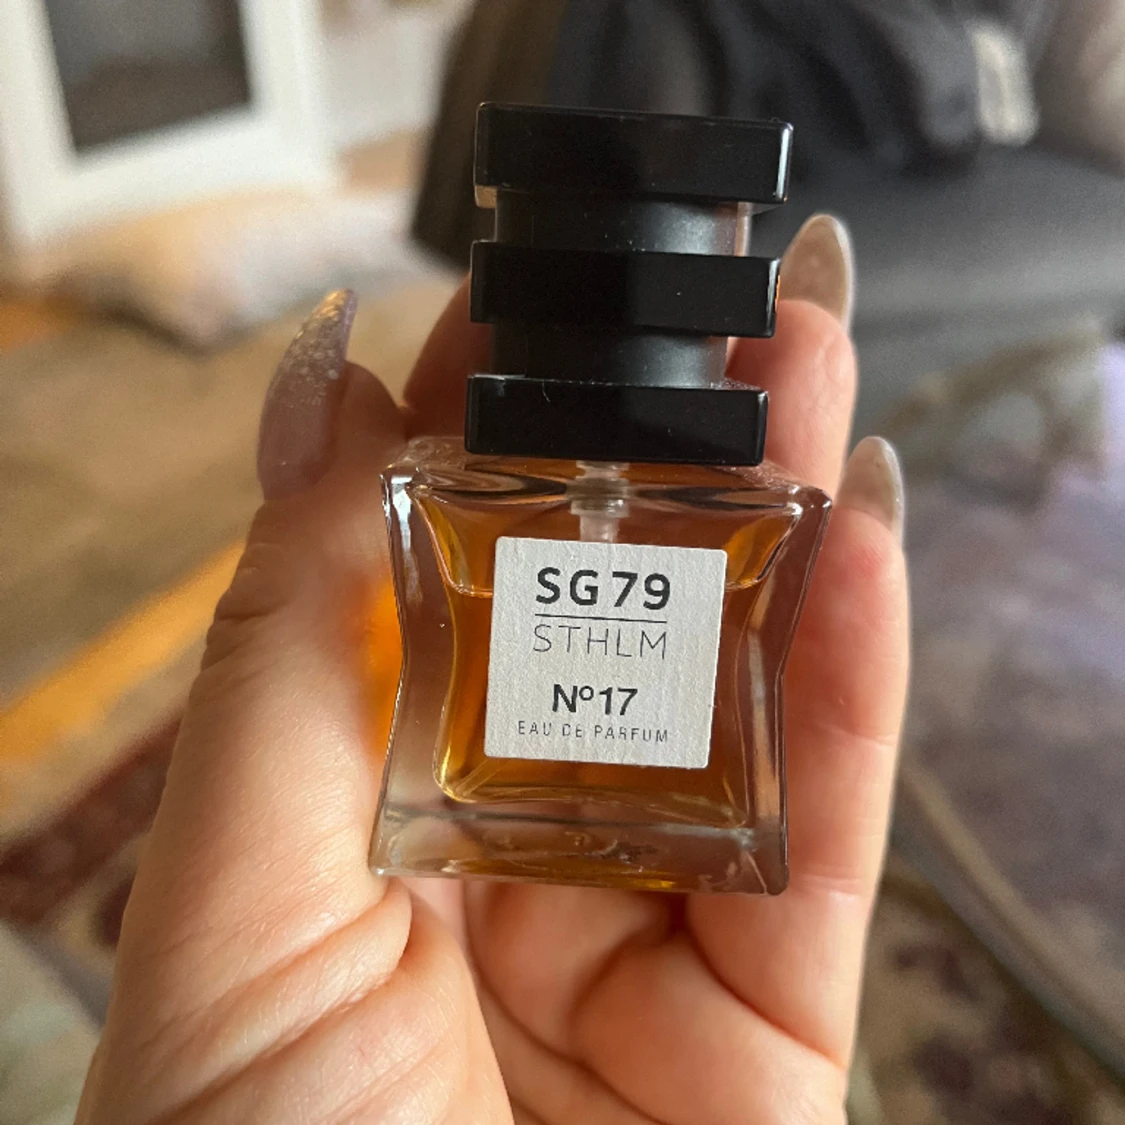 SG79
STHLM
Nº17
EAU DE PARFUM